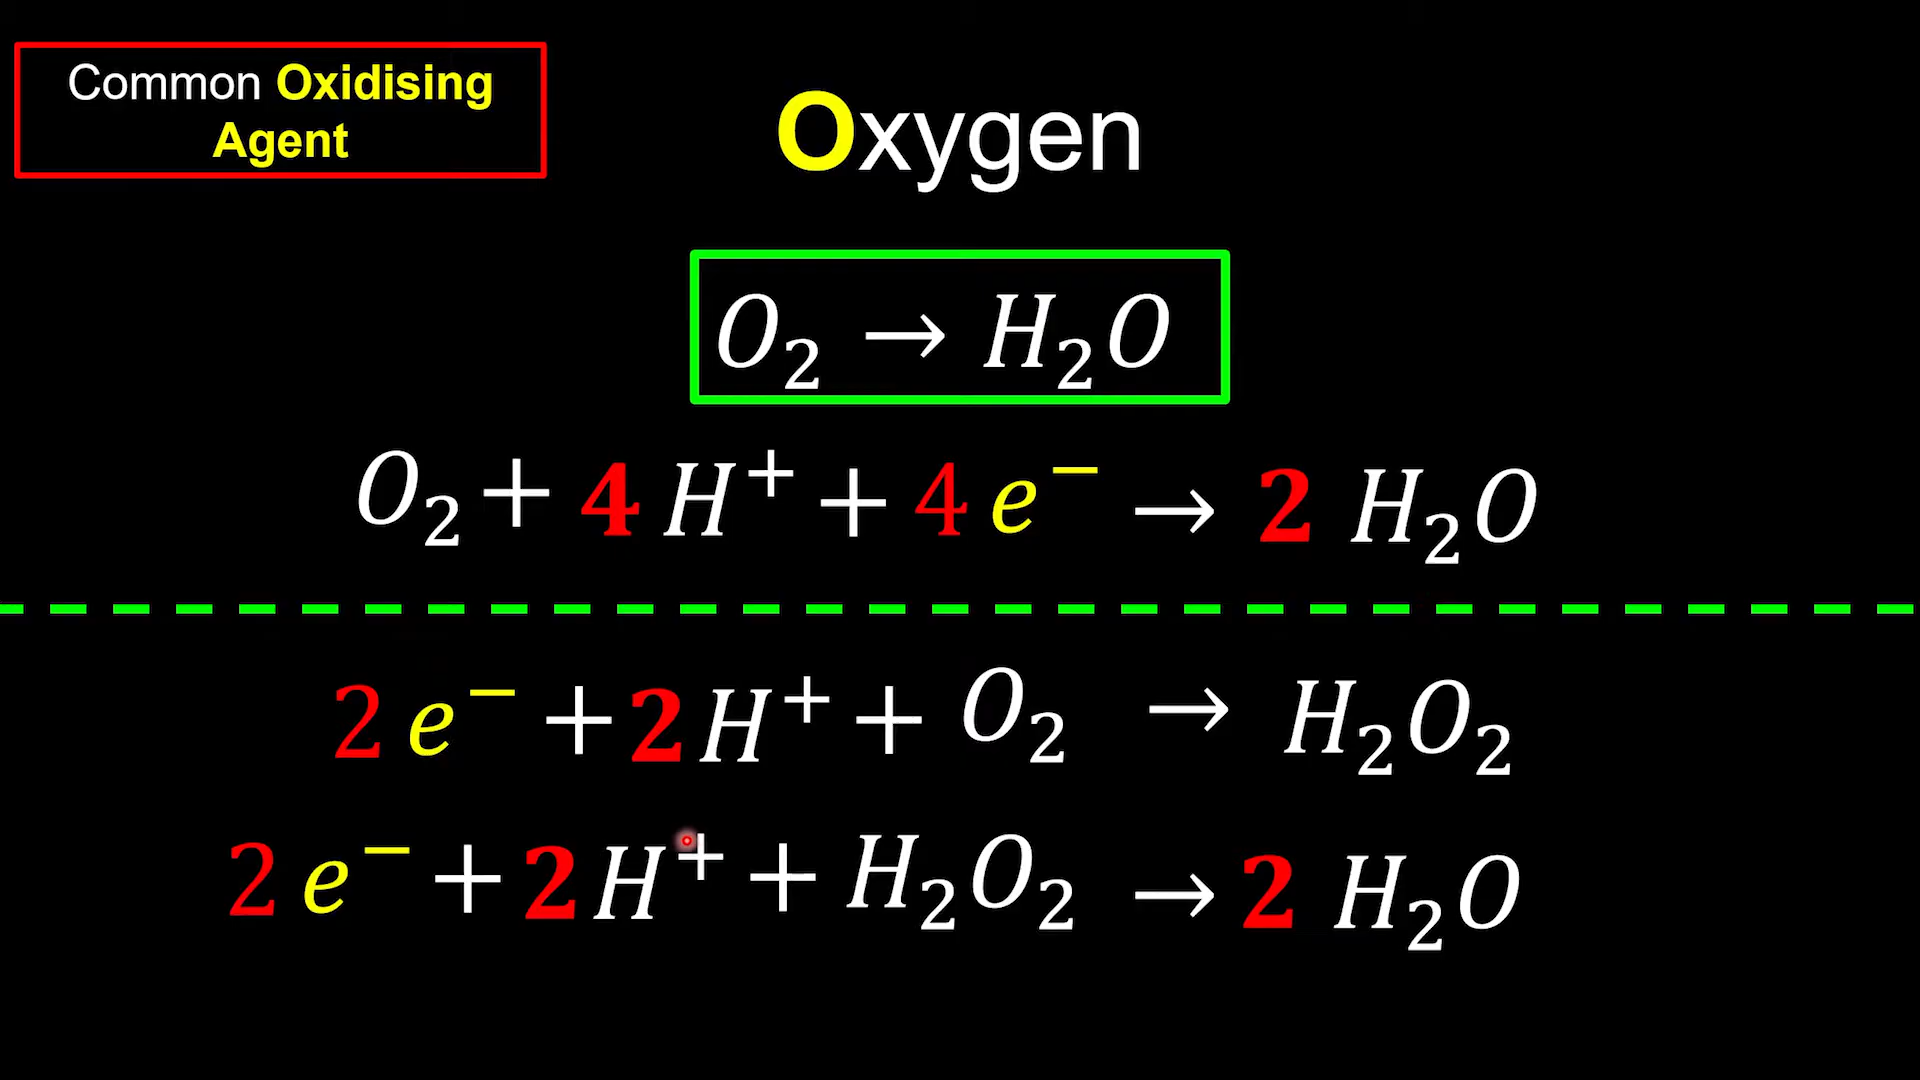 Common Oxidising
Agent
Oxygen
O₂ → H₂O
O₂ + 4 H⁺ + 4 e⁻ → 2 H₂O
2 e⁻ + 2 H⁺ + O₂ → H₂O₂
2 e⁻ + 2 H⁺ + H₂O₂ → 2 H₂O